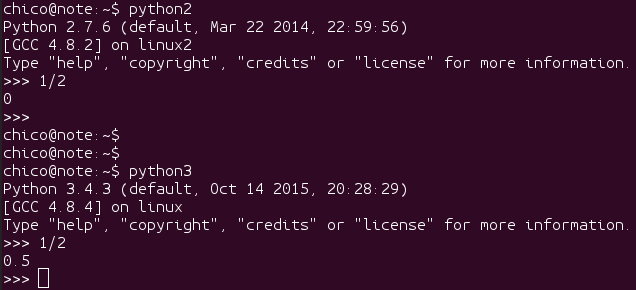 chico@note:~$ python2
Python 2.7.6 (default, Mar 22 2014, 22:59:56)
[GCC 4.8.2] on linux2
Type "help", "copyright", "credits" or "license" for more information.
>>> 1/2
0
>>>
chico@note:~$
chico@note:~$
chico@note:~$ python3
Python 3.4.3 (default, Oct 14 2015, 20:28:29)
[GCC 4.8.4] on linux
Type "help", "copyright", "credits" or "license" for more information.
>>> 1/2
0.5
>>>